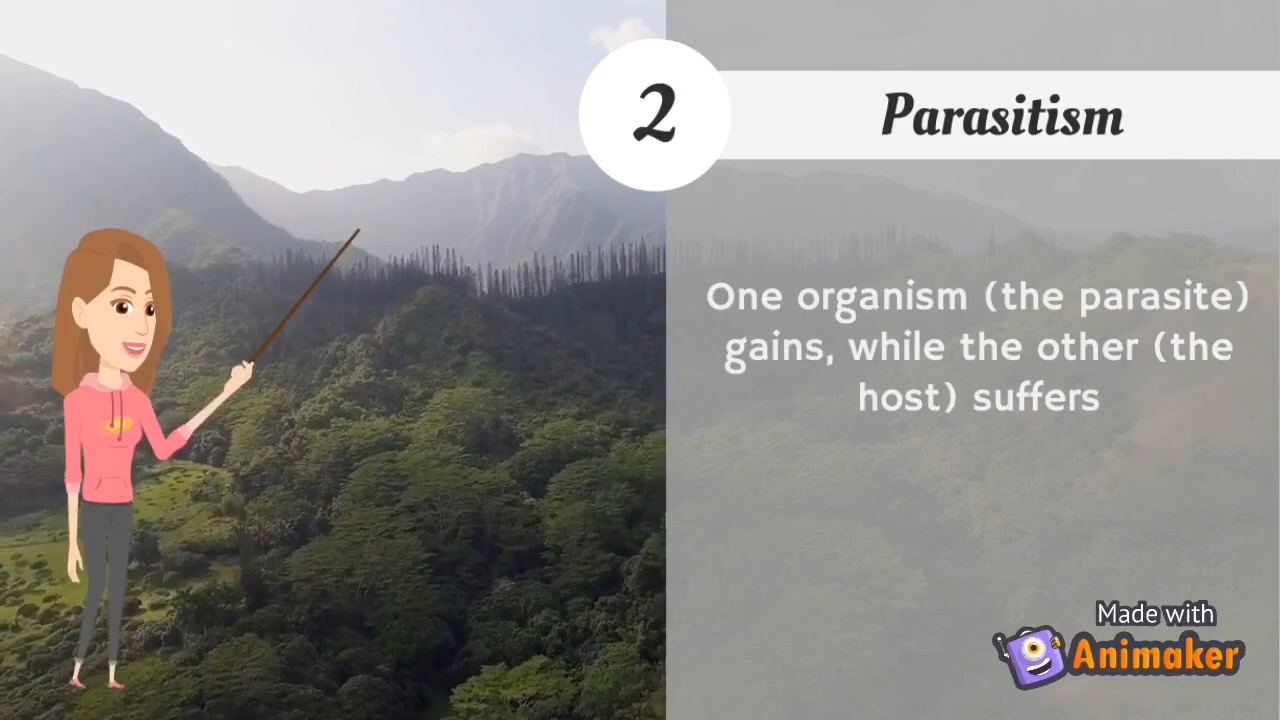 2
Parasitism
One organism (the parasite)
gains, while the other (the
host) suffers
Made with
Animaker